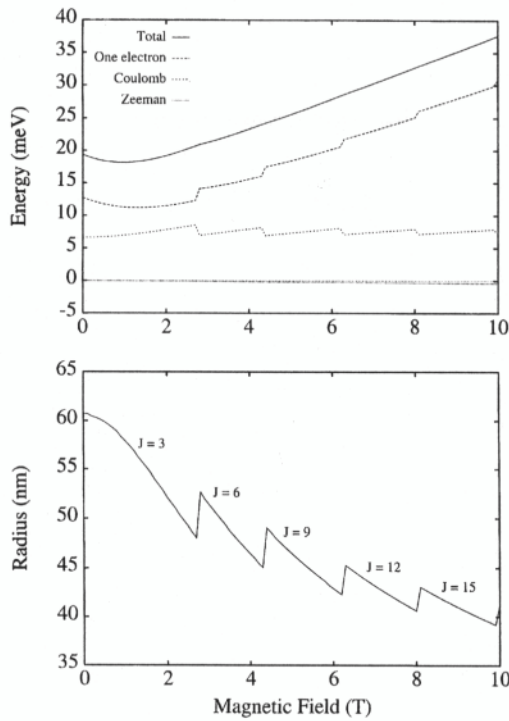 40
35
30
25
20
15
10
5
0
-5
Energy (meV)
Total
One electron
Coulomb
Zeeman
0 2 4 6 8 10
65
60
55
50
45
40
35
Radius (nm)
J = 3
J = 6
J = 9
J = 12
J = 15
0 2 4 6 8 10
Magnetic Field (T)